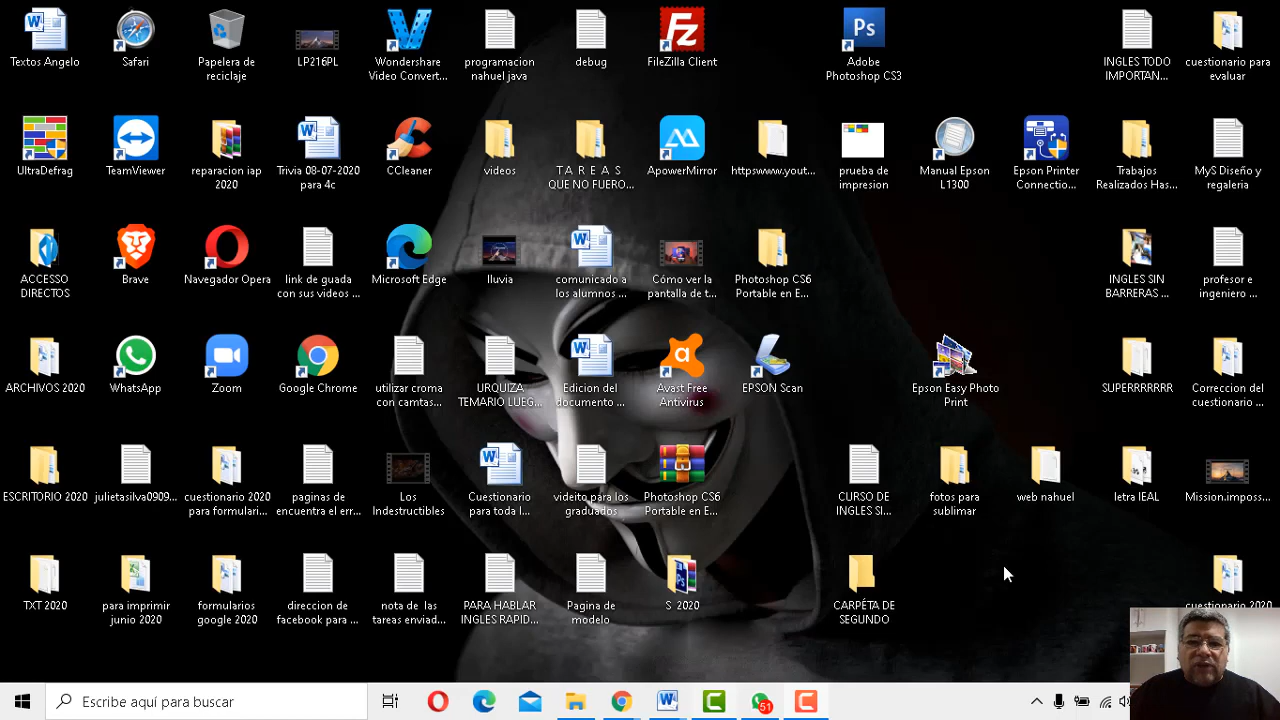 Textos Angelo
Safari
Papelera de
reciclaje
LP216PL
Wondershare
Video Convert...
programacion
nahuel java
debug
FileZilla Client
Ps
Adobe
Photoshop CS3
INGLES TODO
IMPORTAN...
cuestionario para
evaluar
UltraDefrag
TeamViewer
reparacion iap
2020
Trivia 08-07-2020
para 4c
CCleaner
videos
T A R E A S
QUE NO FUERO...
ApowerMirror
httpswww.yout...
prueba de
impresion
Manual Epson
L1300
Epson Printer
Connectio...
Trabajos
Realizados Has...
MyS Diseño y
regaleria
ACCESSO
DIRECTOS
Brave
Navegador Opera
link de guada
con sus videos ...
Microsoft Edge
lluvia
comunicado a
los alumnos ...
Cómo ver la
pantalla de t...
Photoshop CS6
Portable en E...
INGLES SIN
BARRERAS ...
profesor e
ingeniero ...
ARCHIVOS 2020
WhatsApp
Zoom
Google Chrome
utilizar croma
con camtas...
URQUIZA
TEMARIO LUEG...
Edicion del
documento ...
Avast Free
Antivirus
EPSON Scan
Epson Easy Photo
Print
SUPERRRRRRR
Correccion del
cuestionario ...
ESCRITORIO 2020
julietasilva0909...
cuestionario 2020
para formulari...
paginas de
encuentra el err...
Los
Indestructibles
Cuestionario
para toda l...
videito para los
graduados
Photoshop CS6
Portable en E...
CURSO DE
INGLES SI...
fotos para
sublimar
web nahuel
letra IEAL
Mission.imposs...
TXT 2020
para imprimir
junio 2020
formularios
google 2020
direccion de
facebook para ...
nota de las
tareas enviad...
PARA HABLAR
INGLES RAPID...
Pagina de
modelo
S 2020
CARPÉTA DE
SEGUNDO
cuestionario 2020
Escribe aquí para buscar
51